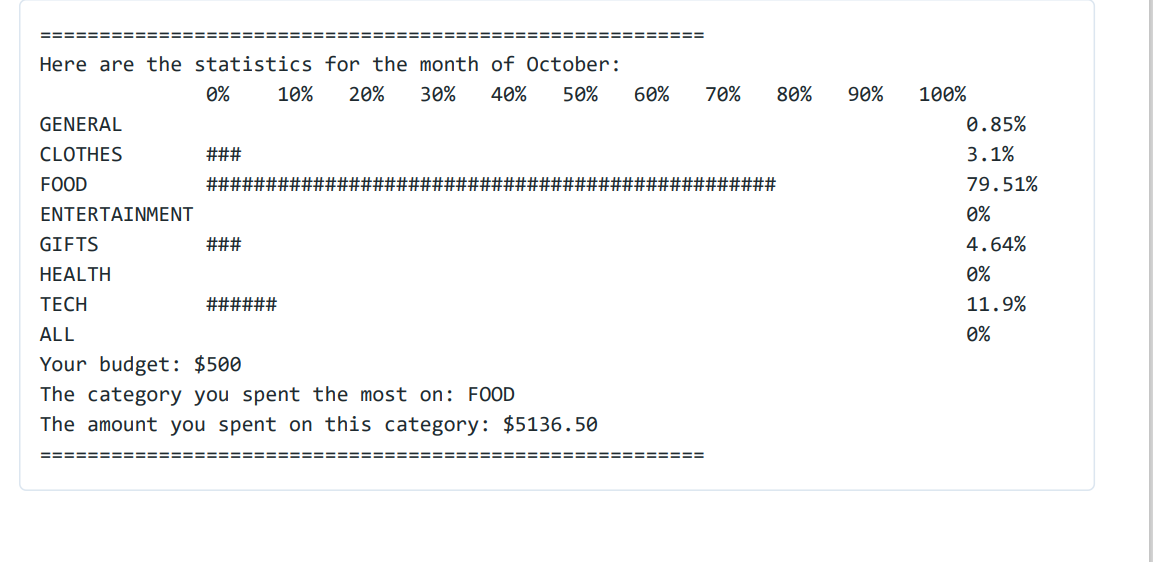 ========================================================
Here are the statistics for the month of October:
              0%    10%   20%   30%   40%   50%   60%   70%   80%   90%   100%
GENERAL                                                                       0.85%
CLOTHES       ###                                                             3.1%
FOOD          ################################################                79.51%
ENTERTAINMENT                                                                 0%
GIFTS         ###                                                             4.64%
HEALTH                                                                        0%
TECH          ######                                                          11.9%
ALL                                                                           0%
Your budget: $500
The category you spent the most on: FOOD
The amount you spent on this category: $5136.50
========================================================